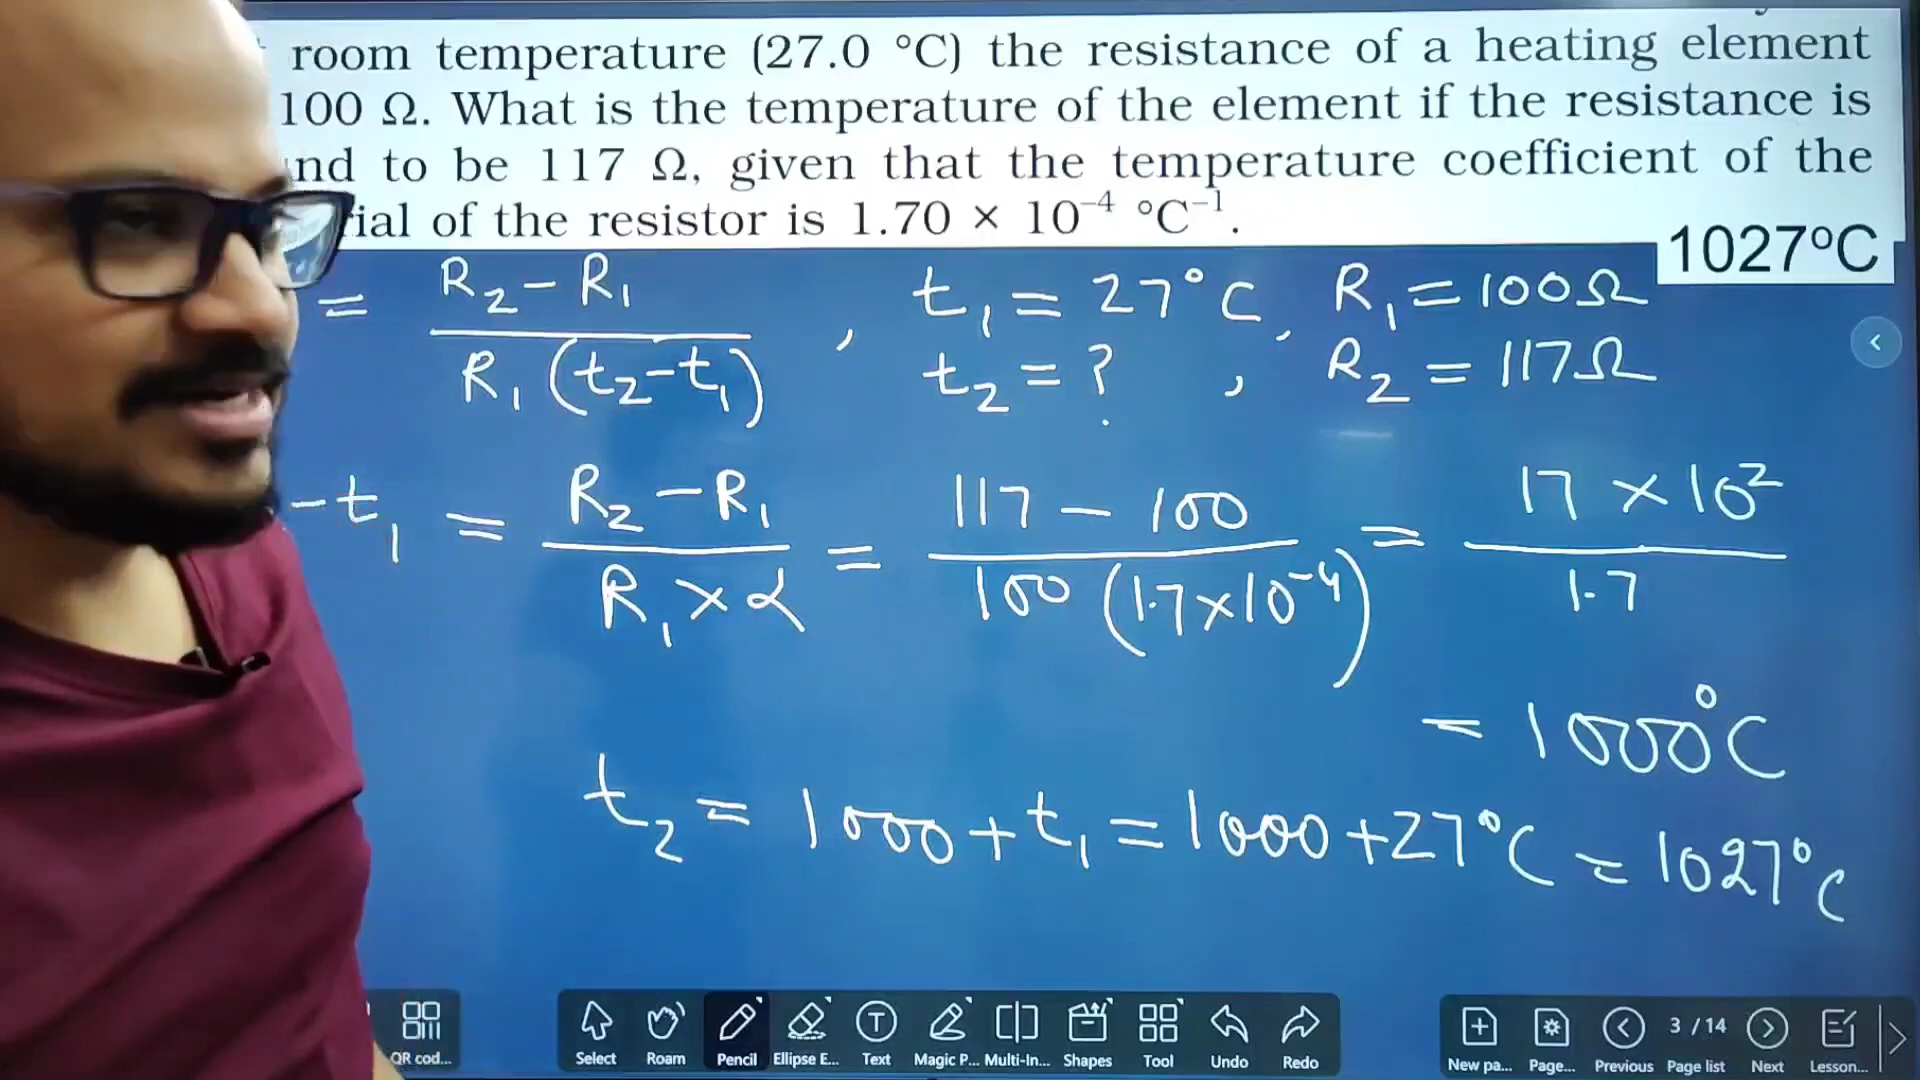 room temperature (27.0 °C) the resistance of a heating element
100 Ω. What is the temperature of the element if the resistance is
nd to be 117 Ω, given that the temperature coefficient of the
ial of the resistor is 1.70 × 10⁻⁴ °C⁻¹.
1027°C
= (R₂ - R₁) / (R₁ (t₂ - t₁)) , t₁ = 27°C, R₁ = 100Ω
t₂ = ? , R₂ = 117Ω
- t₁ = (R₂ - R₁) / (R₁ × α) = (117 - 100) / (100 (1.7×10⁻⁴)) = (17 × 10²) / 1.7
= 1000°C
t₂ = 1000 + t₁ = 1000 + 27°C = 1027°C
QR cod... Select Roam Pencil Ellipse E... Text Magic P... Multi-In... Shapes Tool Undo Redo New pa... Page... Previous 3 / 14 Page list Next Lesson...